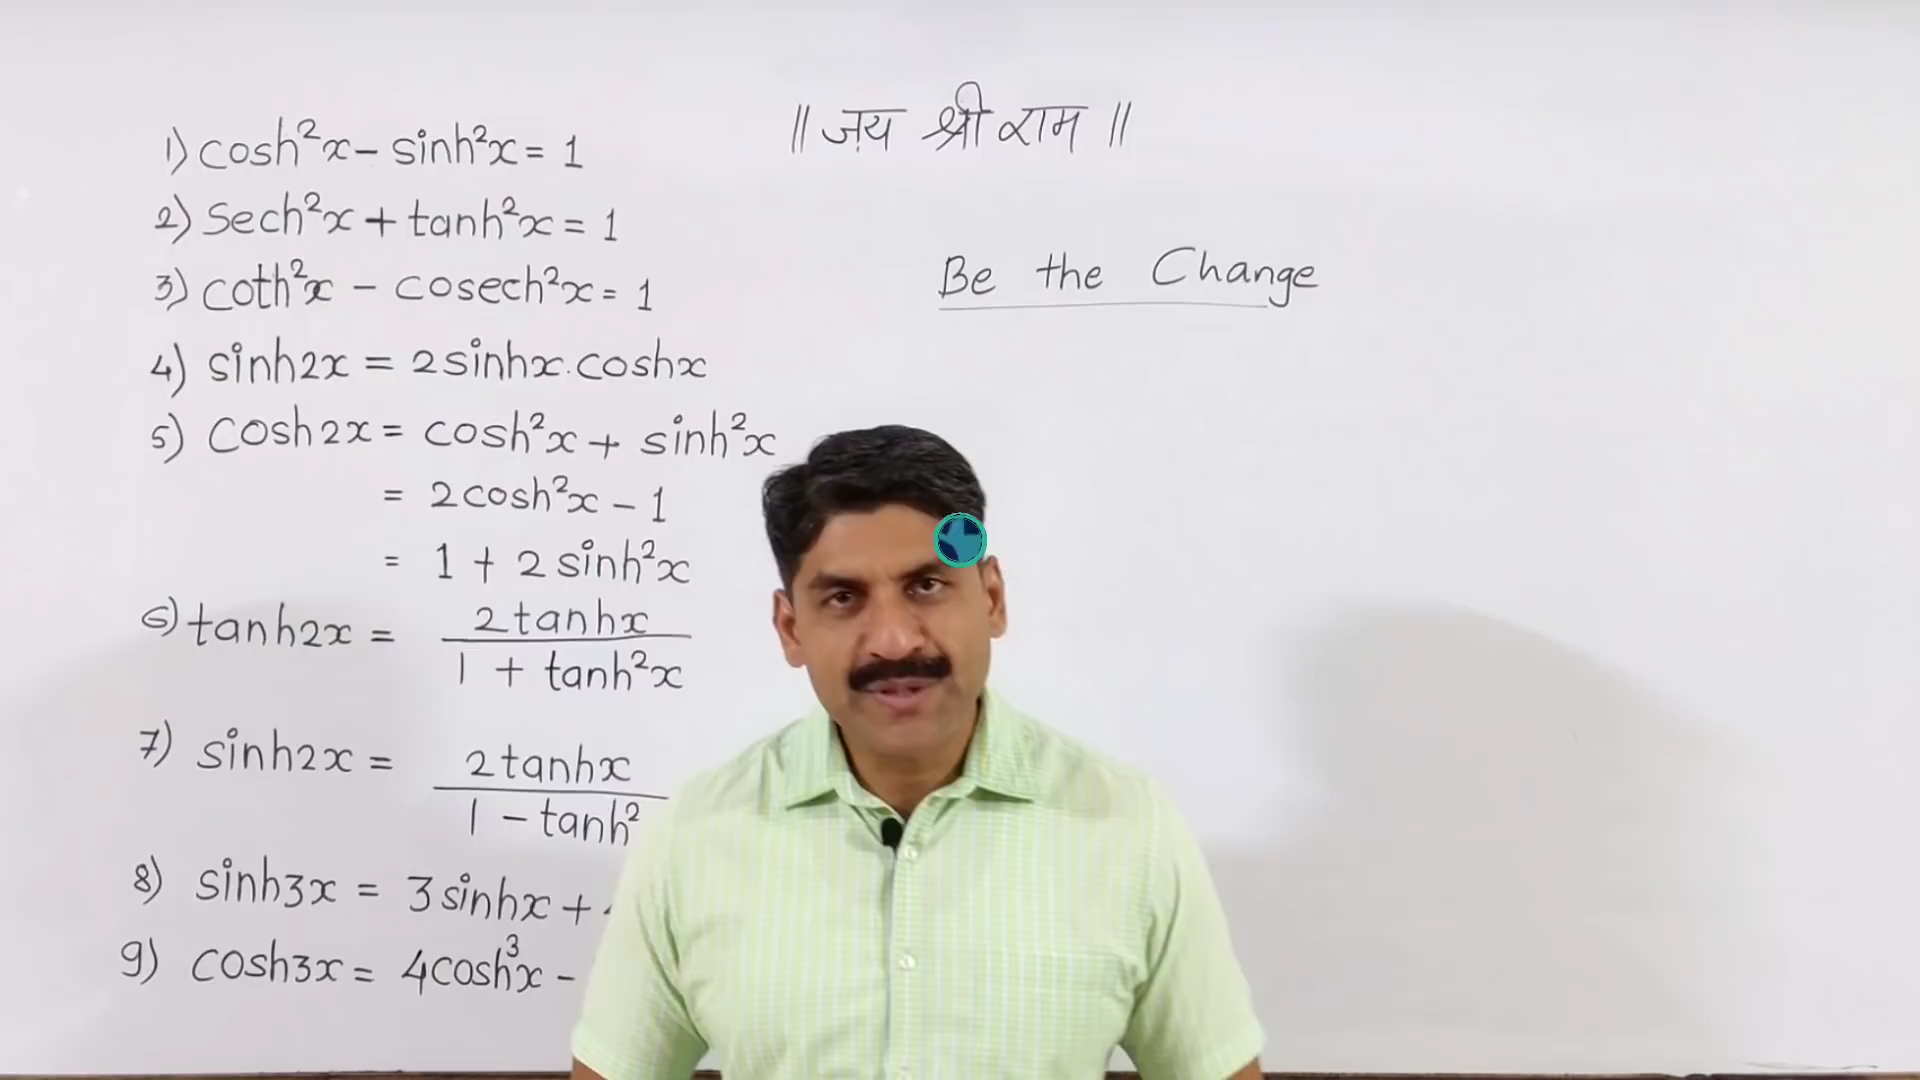 || जय श्री राम ||
Be the Change
1) cosh²x - sinh²x = 1
2) Sech²x + tanh²x = 1
3) coth²x - cosech²x = 1
4) sinh2x = 2sinhx.coshx
5) cosh2x = cosh²x + sinh²x
= 2cosh²x - 1
= 1 + 2sinh²x
6) tanh2x = 2tanhx
1 + tanh²x
7) sinh2x = 2tanhx
1 - tanh²
8) sinh3x = 3sinhx +
9) cosh3x = 4cosh³x -